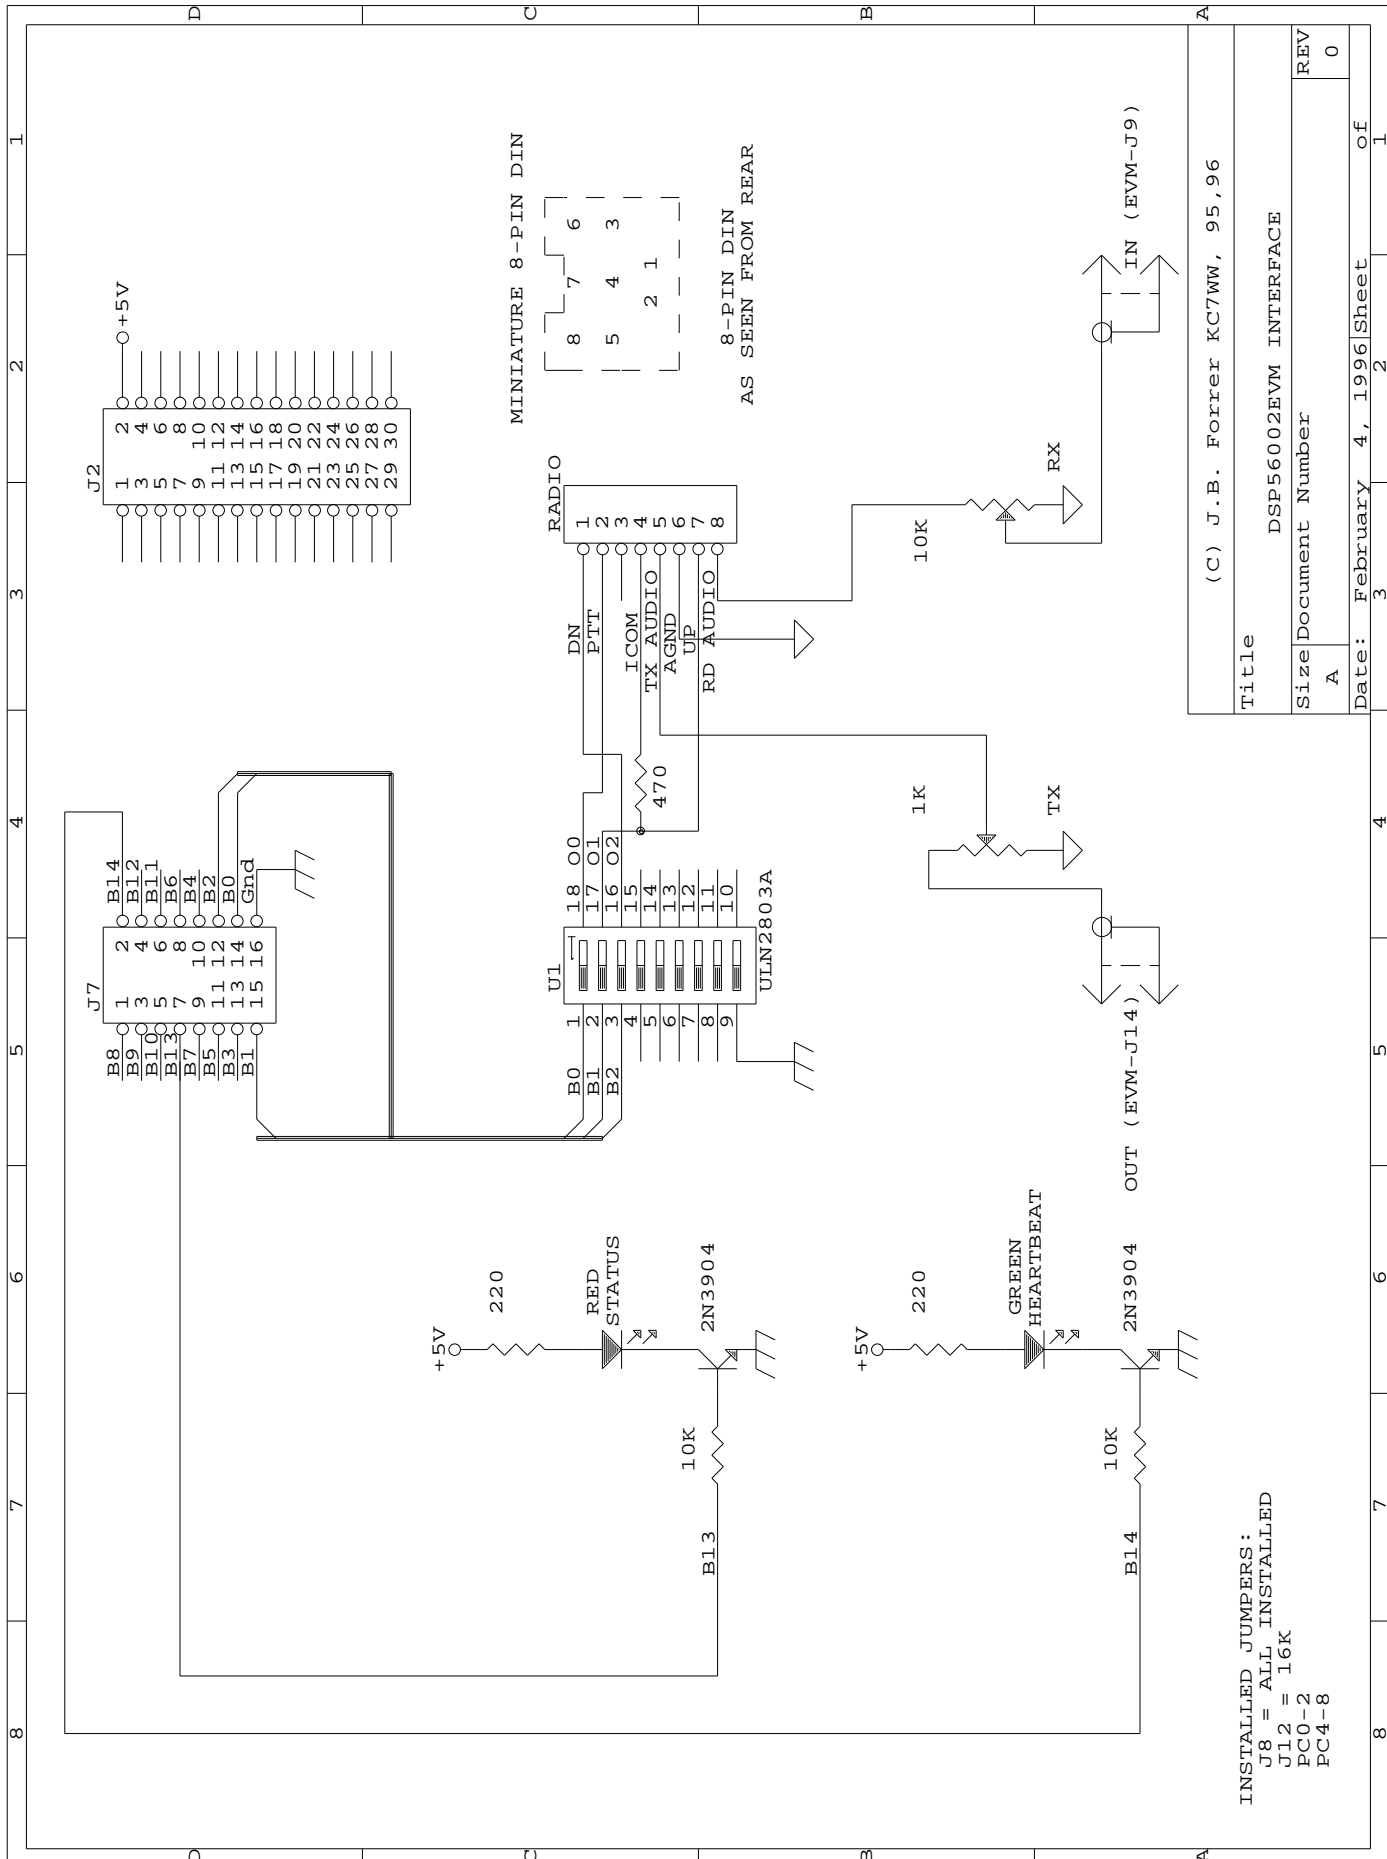 8 7 6 5 4 3 2 1
D
C
B
A
J7
B8 1 2 B14
B9 3 4 B12
B10 5 6 B11
B13 7 8 B6
B7 9 10 B4
B5 11 12 B2
B3 13 14 B0
B1 15 16 Gnd
J2
1 2 +5V
3 4
5 6
7 8
9 10
11 12
13 14
15 16
17 18
19 20
21 22
23 24
25 26
27 28
29 30
+5V
220
RED
STATUS
2N3904
10K
B13
U1
B0 1 18 O0
B1 2 17 O1
B2 3 16 O2
4 15
5 14
6 13
7 12
8 11
9 10
ULN2803A
470
RADIO
DN 1
PTT 2
3
ICOM 4
TX AUDIO 5
AGND 6
UP 7
RD AUDIO 8
MINIATURE 8-PIN DIN
8 7 6
5 4 3
2 1
8-PIN DIN
AS SEEN FROM REAR
+5V
220
GREEN
HEARTBEAT
2N3904
10K
B14
1K
TX
OUT (EVM-J14)
10K
RX
IN (EVM-J9)
INSTALLED JUMPERS:
J8 = ALL INSTALLED
J12 = 16K
PC0-2
PC4-8
(C) J.B. Forrer KC7WW, 95,96
Title
DSP56002EVM INTERFACE
Size Document Number REV
A 0
Date: February 4, 1996 Sheet of
8 7 6 5 4 3 2 1
D
C
B
A